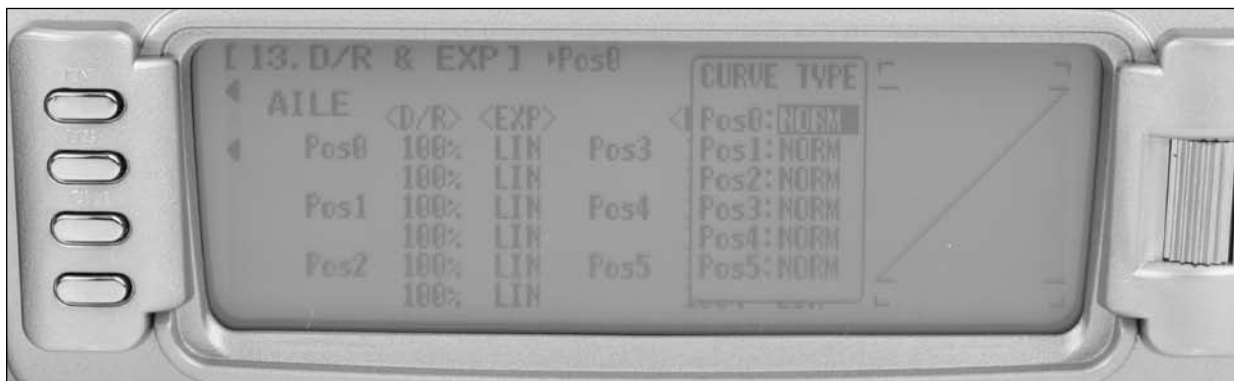 [ 13. D/R & EXP ] Pos0
CURVE TYPE
AILE
<D/R> <EXP>
Pos0:NORM
Pos0 100% LIN Pos3
Pos1:NORM
100% LIN
Pos2:NORM
Pos1 100% LIN Pos4
Pos3:NORM
100% LIN
Pos4:NORM
Pos2 100% LIN Pos5
Pos5:NORM
100% LIN